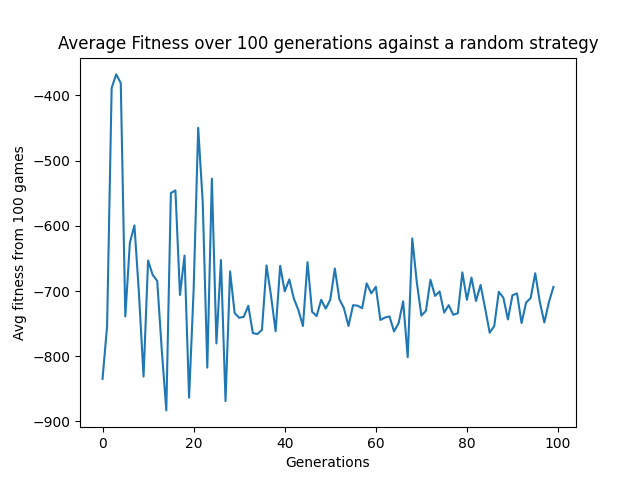 Average Fitness over 100 generations against a random strategy
Avg fitness from 100 games
−400
−500
−600
−700
−800
−900
0 20 40 60 80 100
Generations